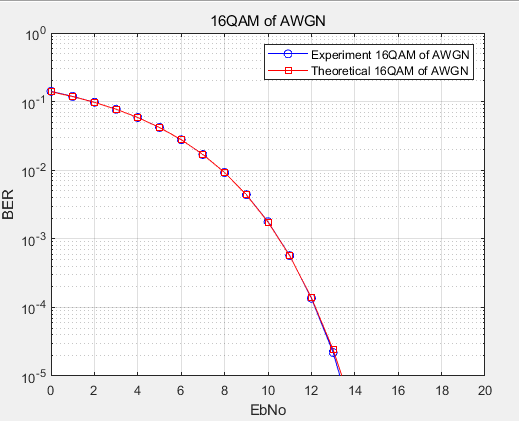 16QAM of AWGN
10^0
Experiment 16QAM of AWGN
Theoretical 16QAM of AWGN
10^-1
10^-2
BER
10^-3
10^-4
10^-5
0 2 4 6 8 10 12 14 16 18 20
EbNo